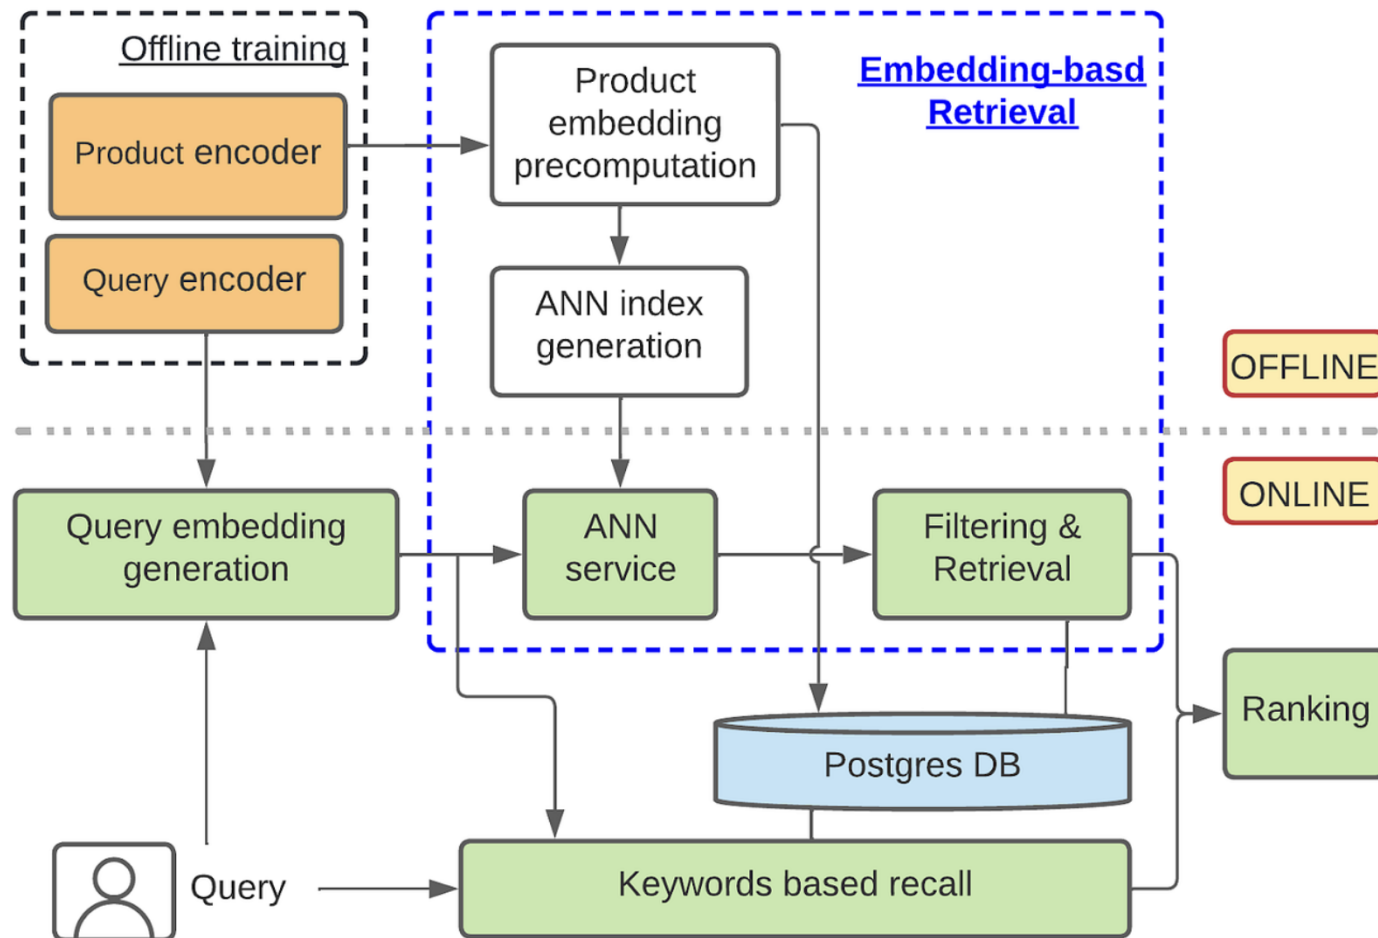 Offline training
Product encoder
Query encoder
Product
embedding
precomputation
Embedding-basd
Retrieval
ANN index
generation
OFFLINE
ONLINE
Query embedding
generation
ANN
service
Filtering &
Retrieval
Ranking
Postgres DB
Query
Keywords based recall